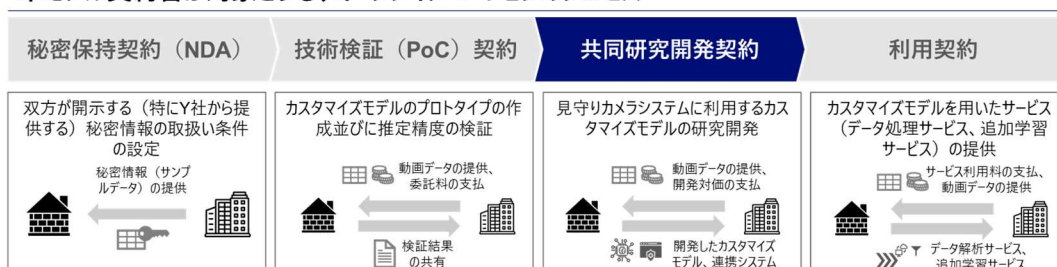 秘密保持契約（NDA）
技術検証（PoC）契約
共同研究開発契約
利用契約
双方が開示する（特にY社から提
供する）秘密情報の取扱い条件
の設定
秘密情報（サンプ
ルデータ）の提供
カスタマイズモデルのプロトタイプの作
成並びに推定精度の検証
動画データの提供、
委託料の支払
検証結果
の共有
見守りカメラシステムに利用するカス
タマイズモデルの研究開発
動画データの提供、
開発対価の支払
開発したカスタマイズ
モデル、連携システム
カスタマイズモデルを用いたサービス
（データ処理サービス、追加学習
サービス）の提供
サービス利用料の支払、
動画データの提供
データ解析サービス、
追加学習サービス